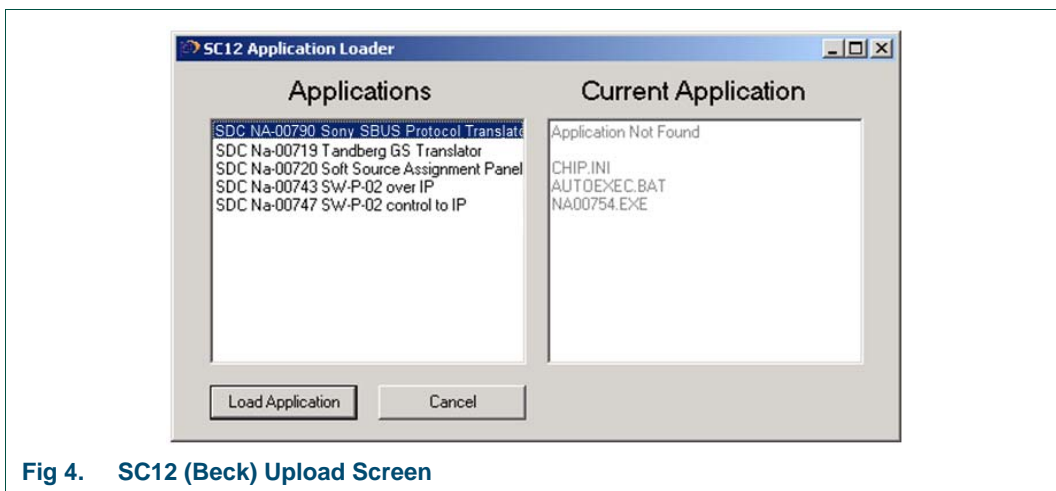 SC12 Application Loader
Applications
Current Application
SDC NA-00790 Sony SBUS Protocol Translate
SDC Na-00719 Tandberg GS Translator
SDC Na-00720 Soft Source Assignment Panel
SDC Na-00743 SW-P-02 over IP
SDC Na-00747 SW-P-02 control to IP
Application Not Found
CHIP.INI
AUTOEXEC.BAT
NA00754.EXE
Load Application
Cancel
Fig 4. SC12 (Beck) Upload Screen